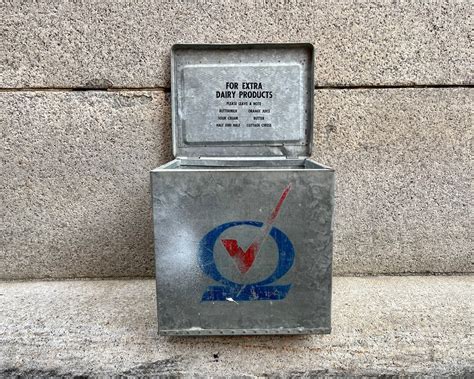 FOR EXTRA
DAIRY PRODUCTS
PLEASE LEAVE A NOTE
BUTTERMILK ORANGE JUICE
SOUR CREAM BUTTER
HALF AND HALF COTTAGE CHEESE